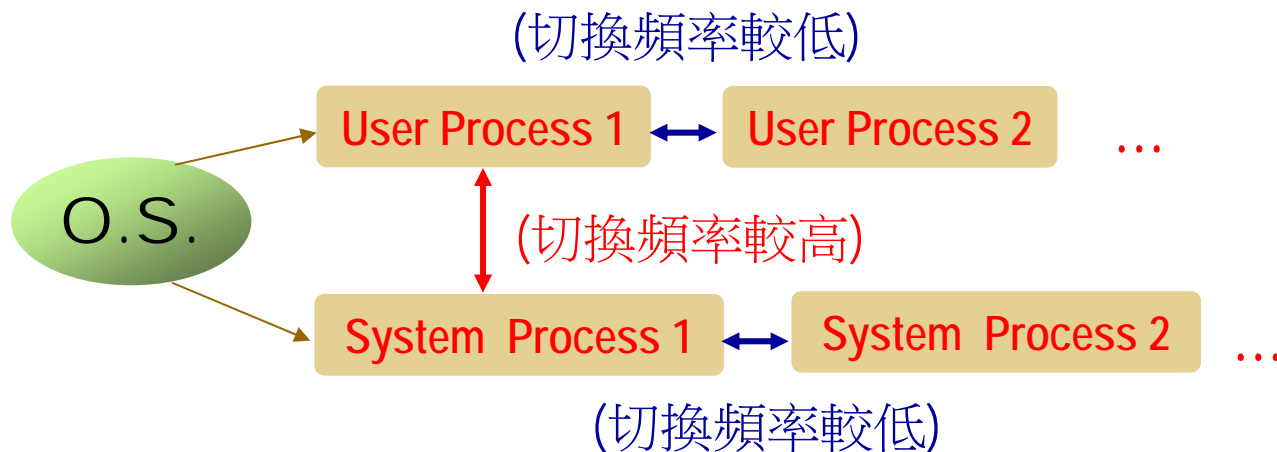 (切換頻率較低)
User Process 1
User Process 2
...
O.S.
(切換頻率較高)
System Process 1
System Process 2
...
(切換頻率較低)